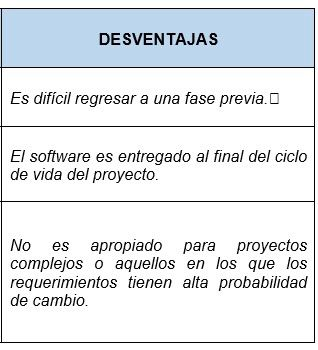 DESVENTAJAS
Es difícil regresar a una fase previa.
El software es entregado al final del ciclo
de vida del proyecto.
No es apropiado para proyectos
complejos o aquellos en los que los
requerimientos tienen alta probabilidad
de cambio.